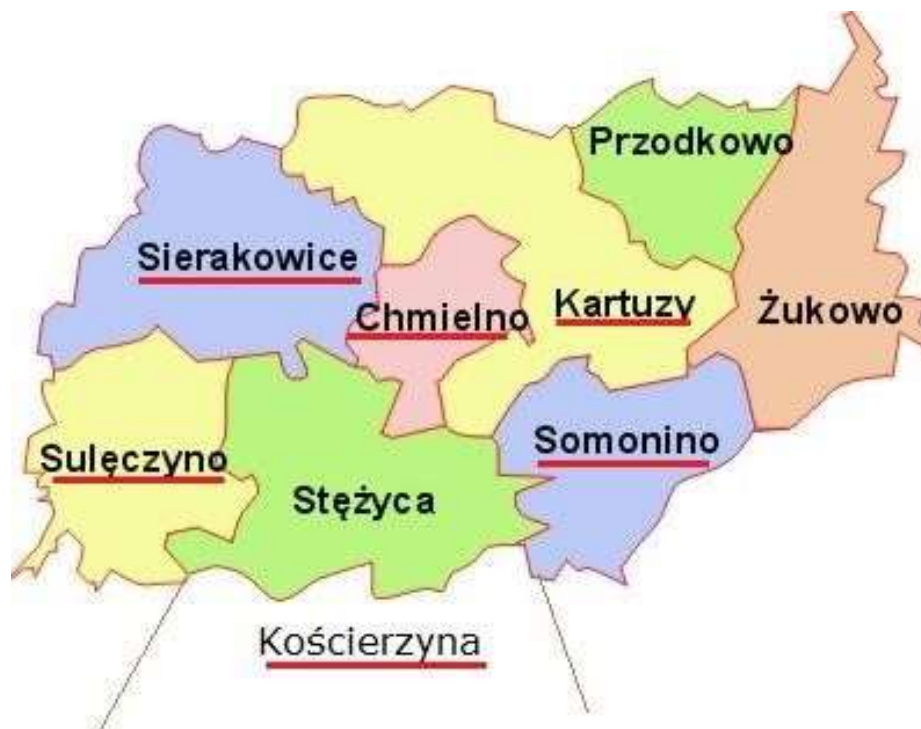 Przodkowo
Sierakowice
Chmielno
Kartuzy
Żukowo
Sulęczyno
Somonino
Stężyca
Kościerzyna